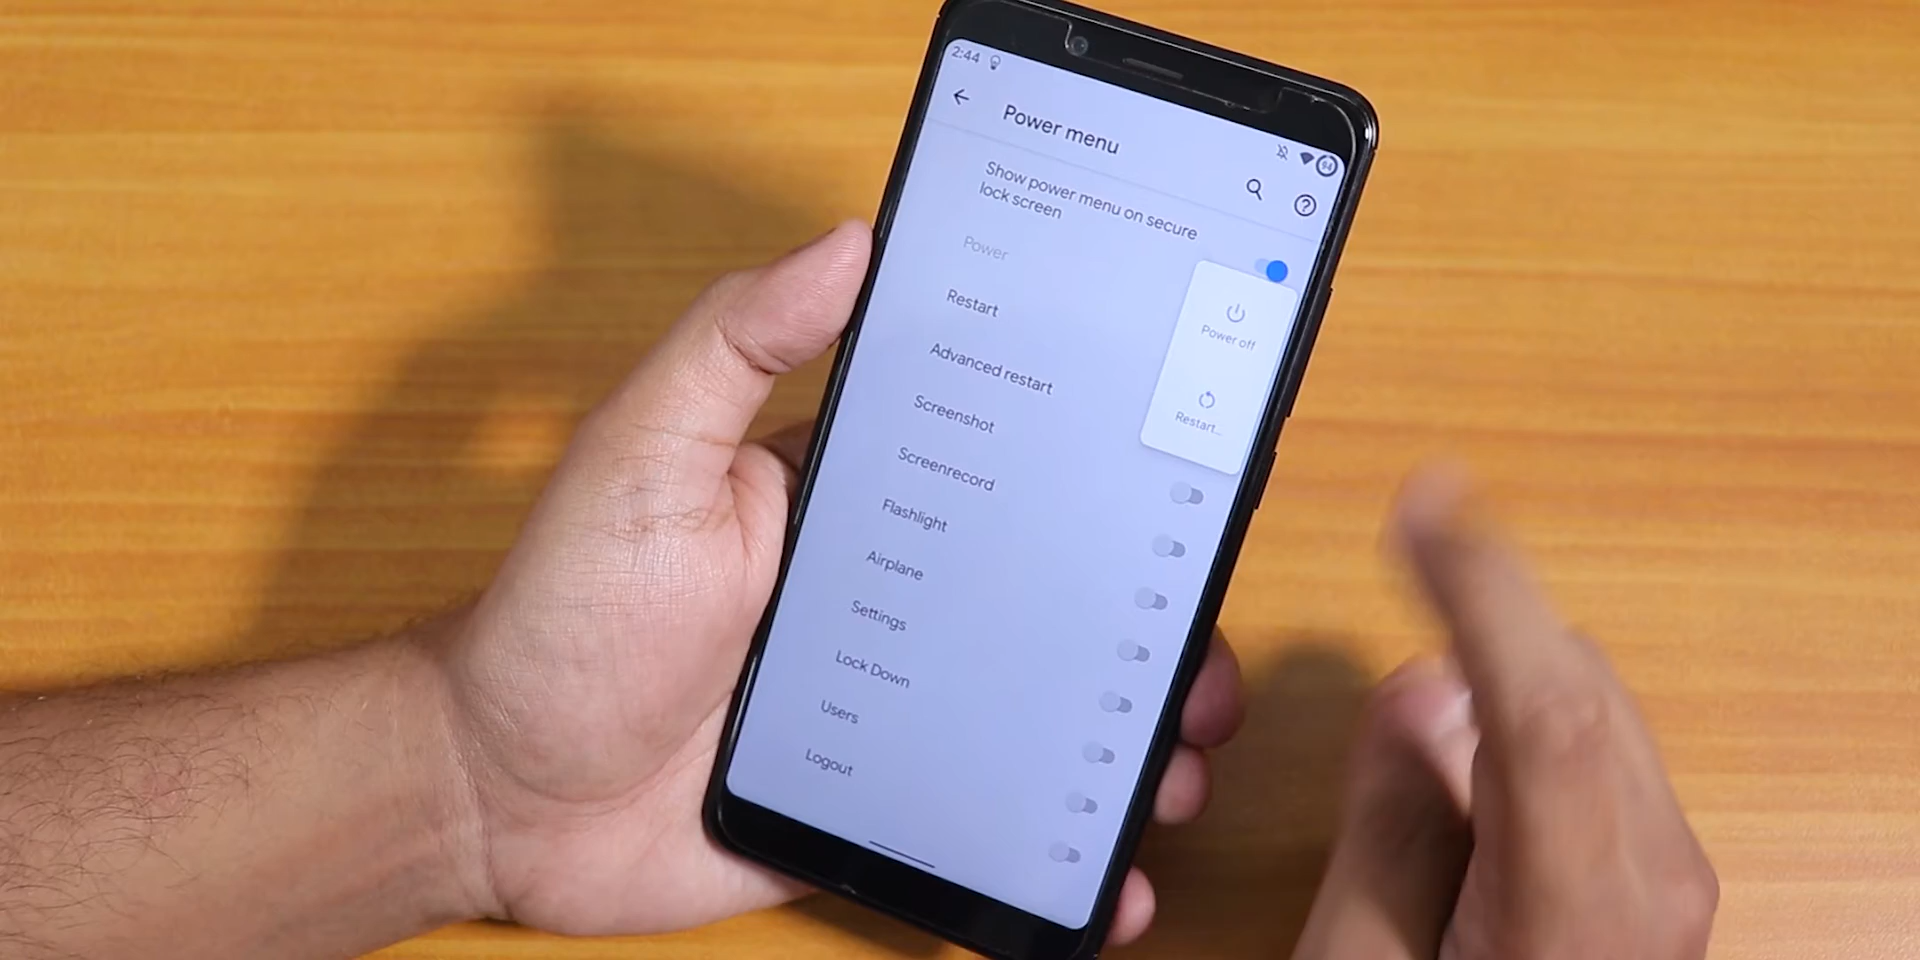 2:44
94
Power menu
Show power menu on secure
lock screen
Power
Restart
Advanced restart
Screenshot
Screenrecord
Flashlight
Airplane
Settings
Lock Down
Users
Logout
Power off
Restart...